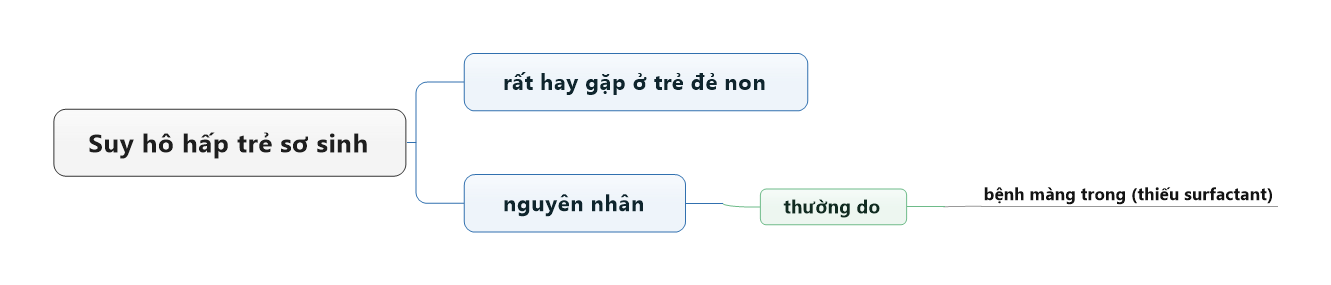 rất hay gặp ở trẻ đẻ non
Suy hô hấp trẻ sơ sinh
nguyên nhân
thường do
bệnh màng trong (thiếu surfactant)